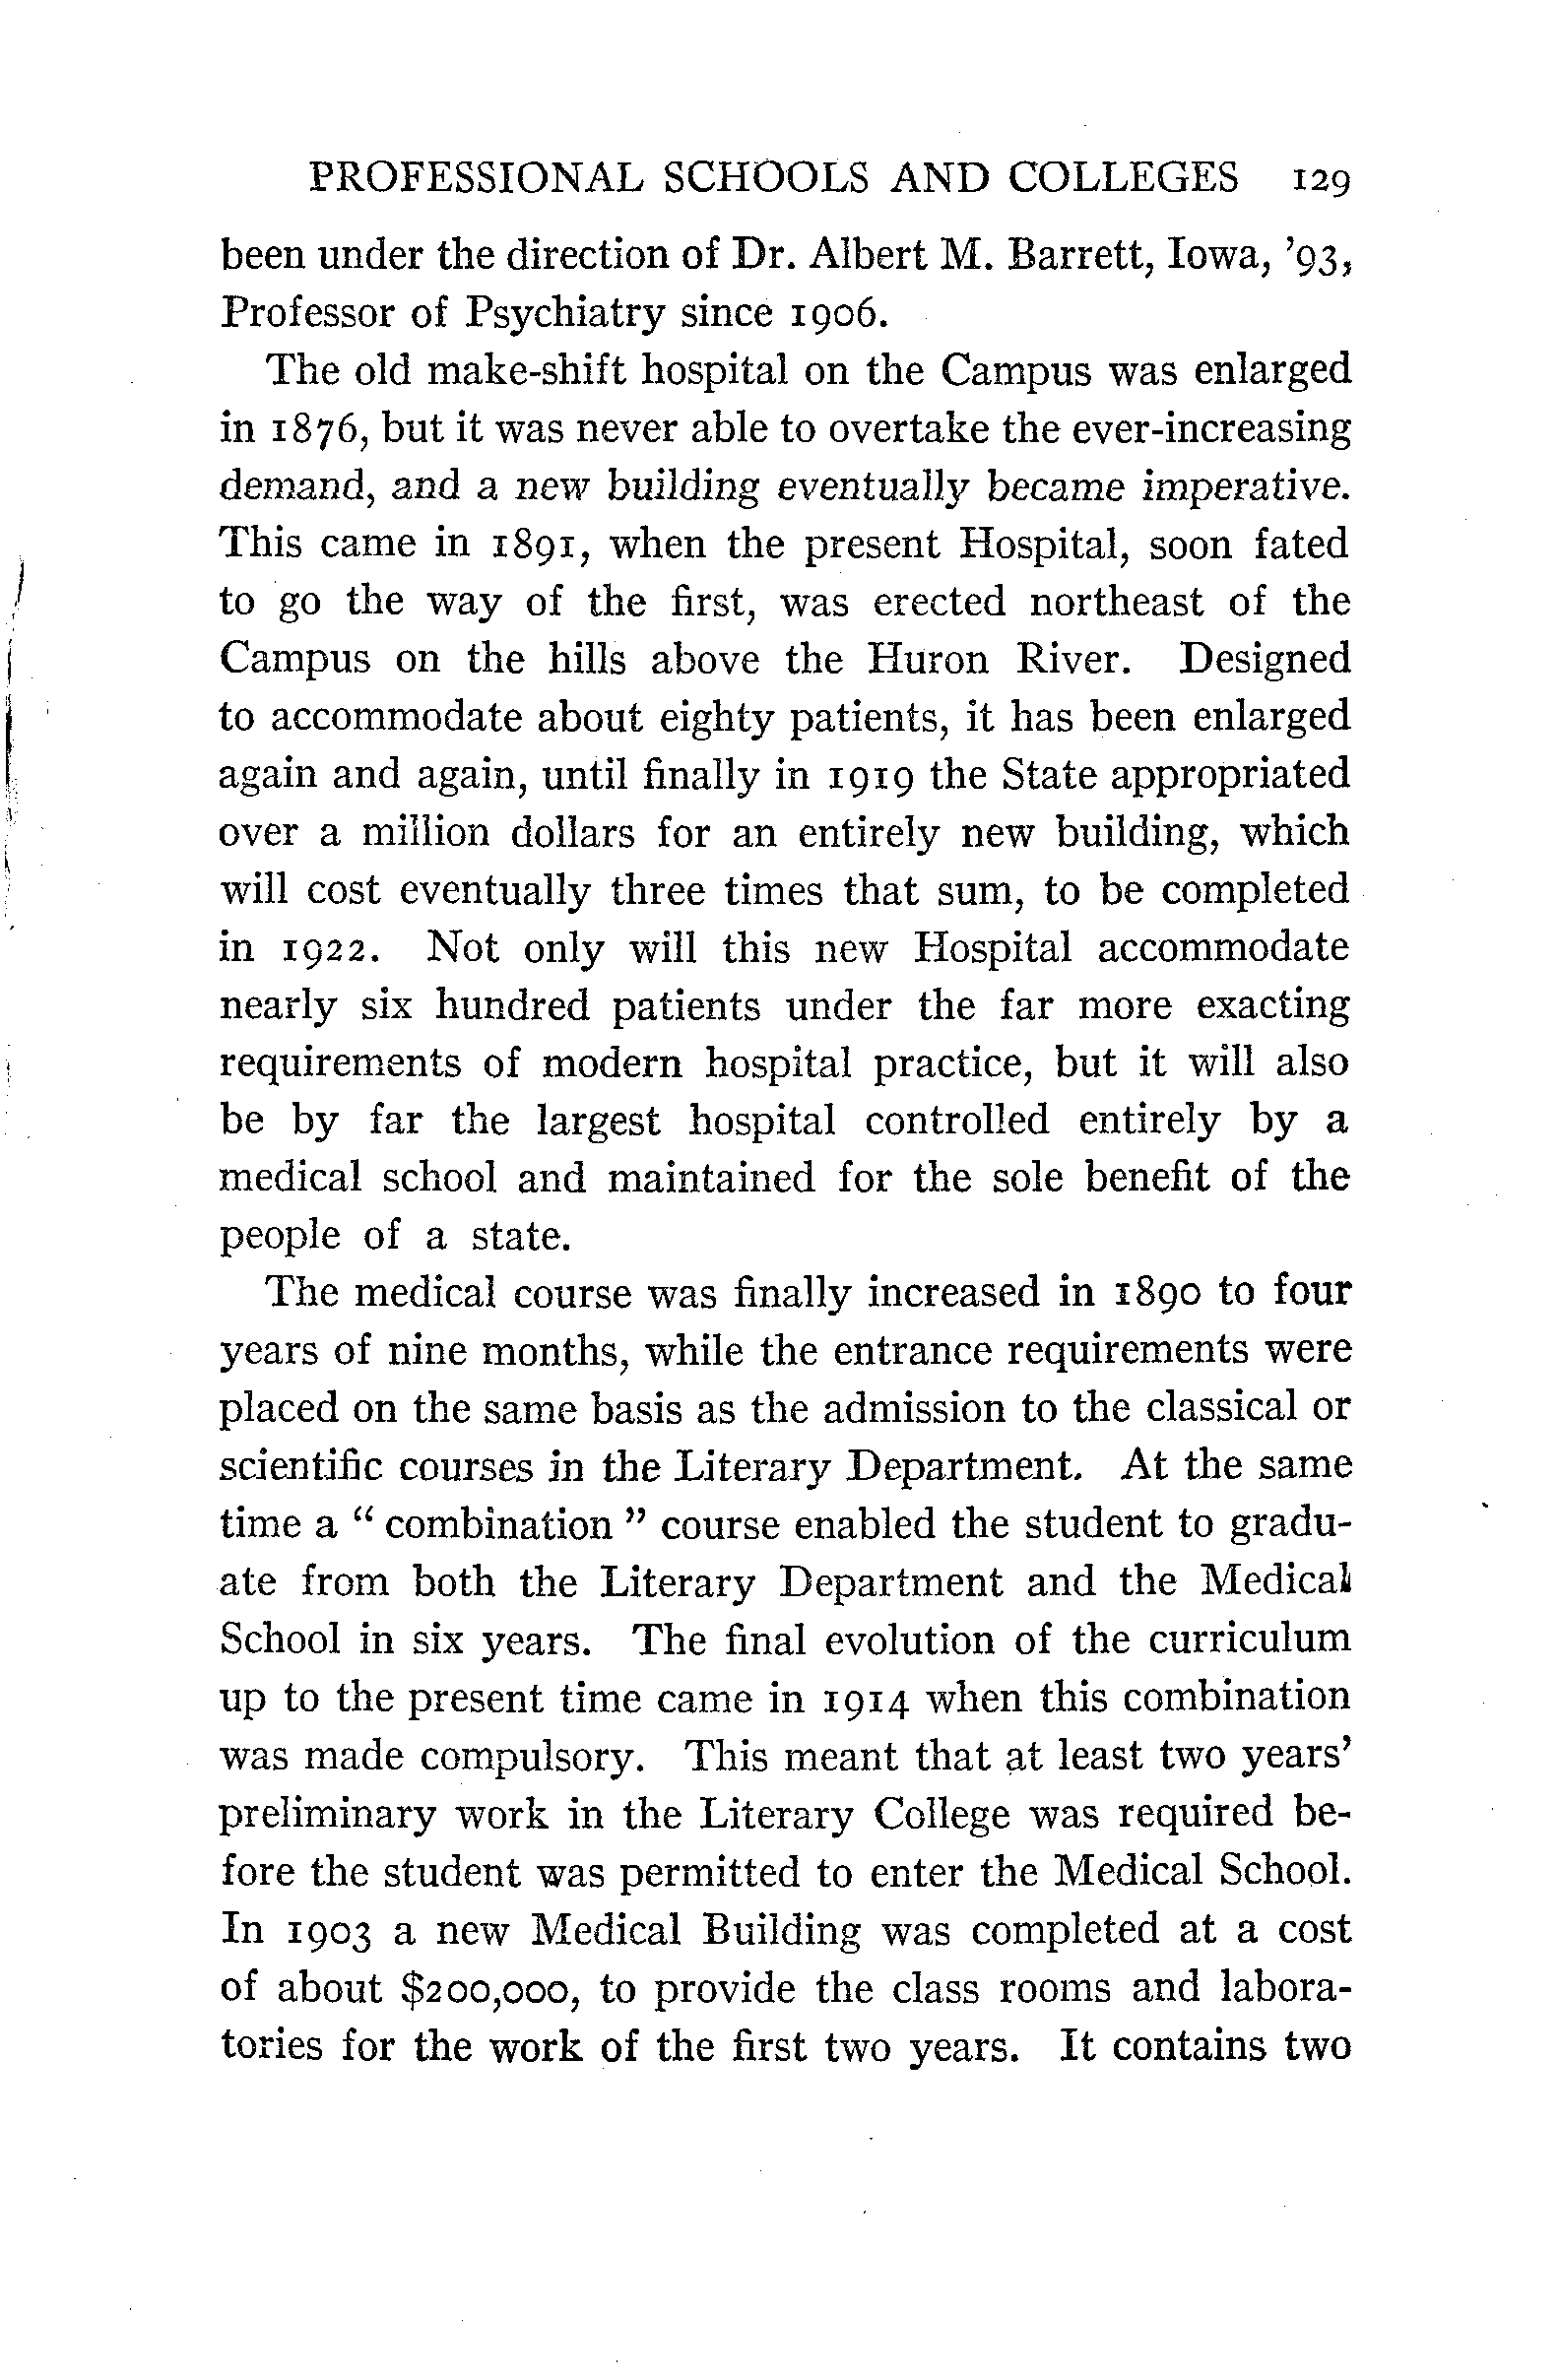 PROFESSIONAL SCHOOLS AND COLLEGES 129
been under the direction of Dr. Albert M. Barrett, Iowa, '93,
Professor of Psychiatry since 1906.
The old make-shift hospital on the Campus was enlarged
in 1876, but it was never able to overtake the ever-increasing
demand, and a new building eventually became imperative.
This came in 1891, when the present Hospital, soon fated
to go the way of the first, was erected northeast of the
Campus on the hills above the Huron River. Designed
to accommodate about eighty patients, it has been enlarged
again and again, until finally in 1919 the State appropriated
over a million dollars for an entirely new building, which
will cost eventually three times that sum, to be completed
in 1922. Not only will this new Hospital accommodate
nearly six hundred patients under the far more exacting
requirements of modern hospital practice, but it will also
be by far the largest hospital controlled entirely by a
medical school and maintained for the sole benefit of the
people of a state.
The medical course was finally increased in 1890 to four
years of nine months, while the entrance requirements were
placed on the same basis as the admission to the classical or
scientific courses in the Literary Department. At the same
time a " combination " course enabled the student to gradu-
ate from both the Literary Department and the Medical
School in six years. The final evolution of the curriculum
up to the present time came in 1914 when this combination
was made compulsory. This meant that at least two years'
preliminary work in the Literary College was required be-
fore the student was permitted to enter the Medical School.
In 1903 a new Medical Building was completed at a cost
of about $200,000, to provide the class rooms and labora-
tories for the work of the first two years. It contains two